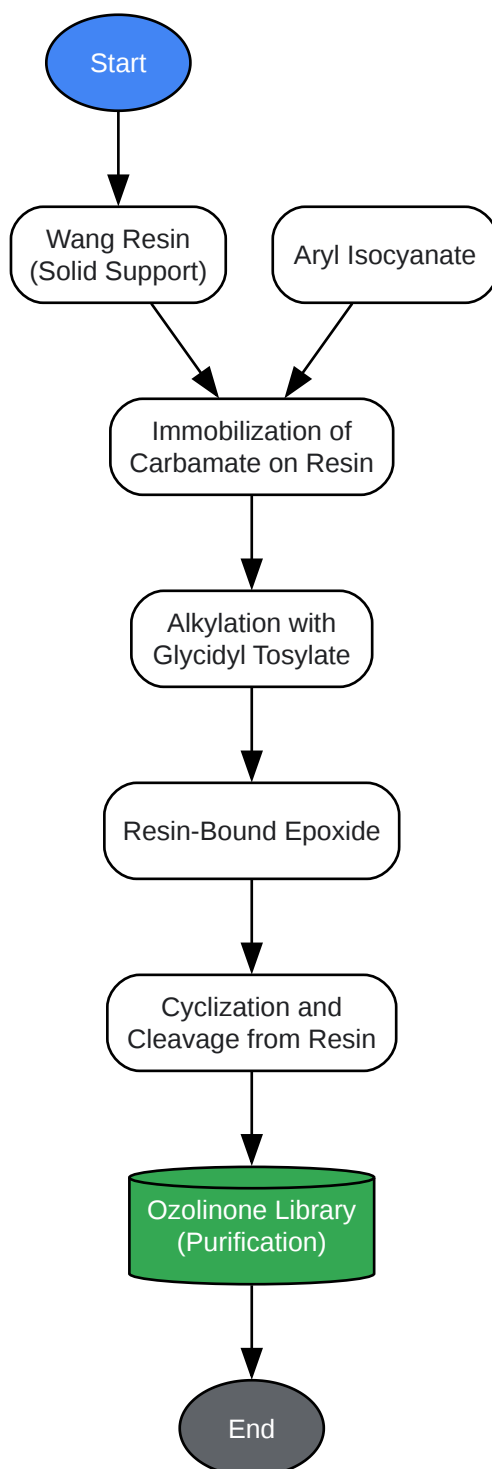 Start
Wang Resin
(Solid Support)
Aryl Isocyanate
Immobilization of
Carbamate on Resin
Alkylation with
Glycidyl Tosylate
Resin-Bound Epoxide
Cyclization and
Cleavage from Resin
Ozolinone Library
(Purification)
End